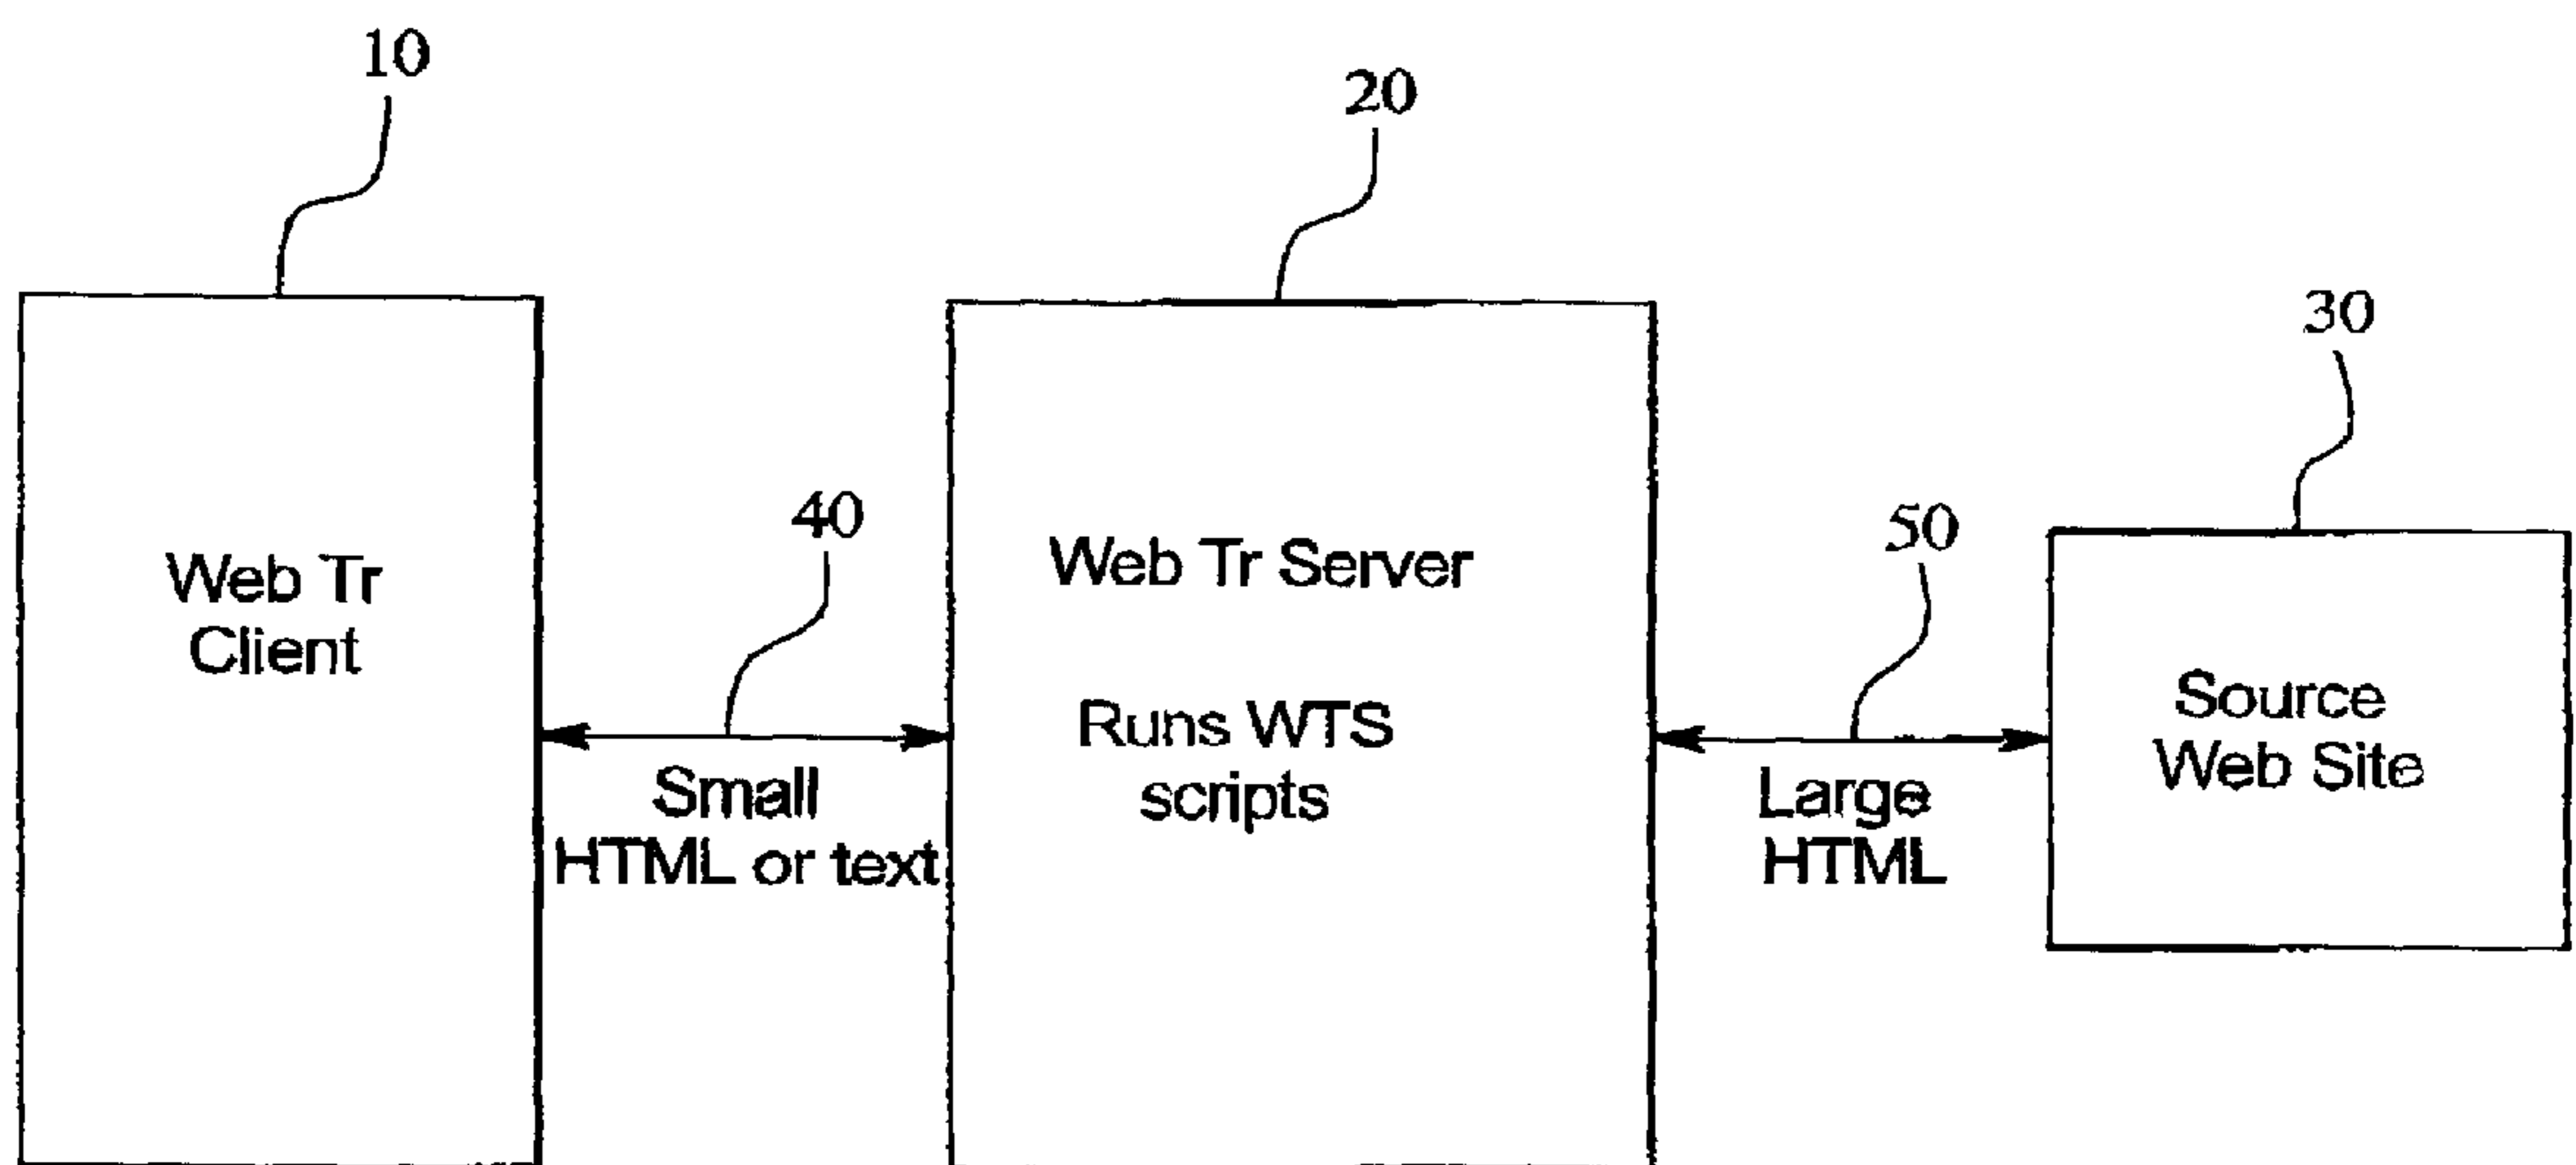 10
20
30
40
50
Web Tr
Client
Small
HTML or text
Web Tr Server
Runs WTS
scripts
Large
HTML
Source
Web Site